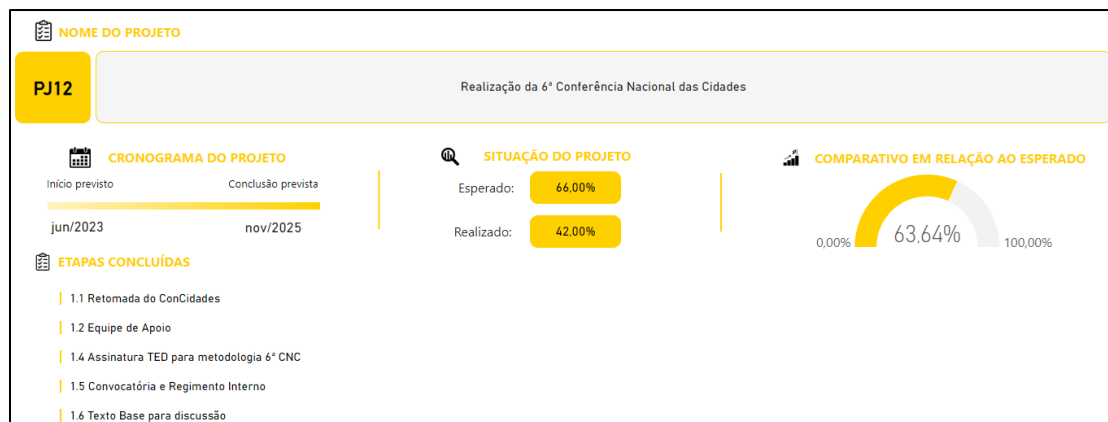 NOME DO PROJETO
PJ12
Realização da 6ª Conferência Nacional das Cidades
CRONOGRAMA DO PROJETO
Início previsto
Conclusão prevista
jun/2023
nov/2025
SITUAÇÃO DO PROJETO
Esperado:
66,00%
Realizado:
42,00%
COMPARATIVO EM RELAÇÃO AO ESPERADO
0,00%
63,64%
100,00%
ETAPAS CONCLUÍDAS
1.1 Retomada do ConCidades
1.2 Equipe de Apoio
1.4 Assinatura TED para metodologia 6ª CNC
1.5 Convocatória e Regimento Interno
1.6 Texto Base para discussão